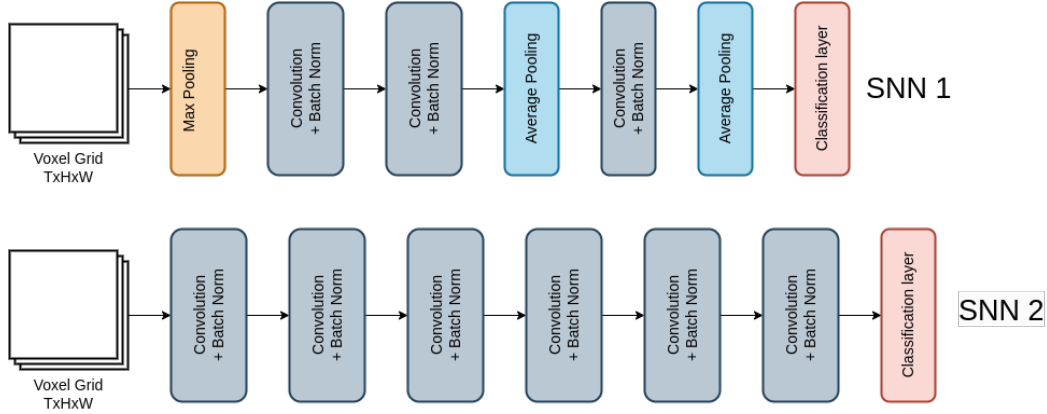 Max Pooling
Convolution
+ Batch Norm
Convolution
+ Batch Norm
Average Pooling
Convolution
+ Batch Norm
Average Pooling
Classification layer
SNN 1
Voxel Grid
TxHxW
Convolution
+ Batch Norm
Convolution
+ Batch Norm
Convolution
+ Batch Norm
Convolution
+ Batch Norm
Convolution
+ Batch Norm
Convolution
+ Batch Norm
Classification layer
SNN 2
Voxel Grid
TxHxW